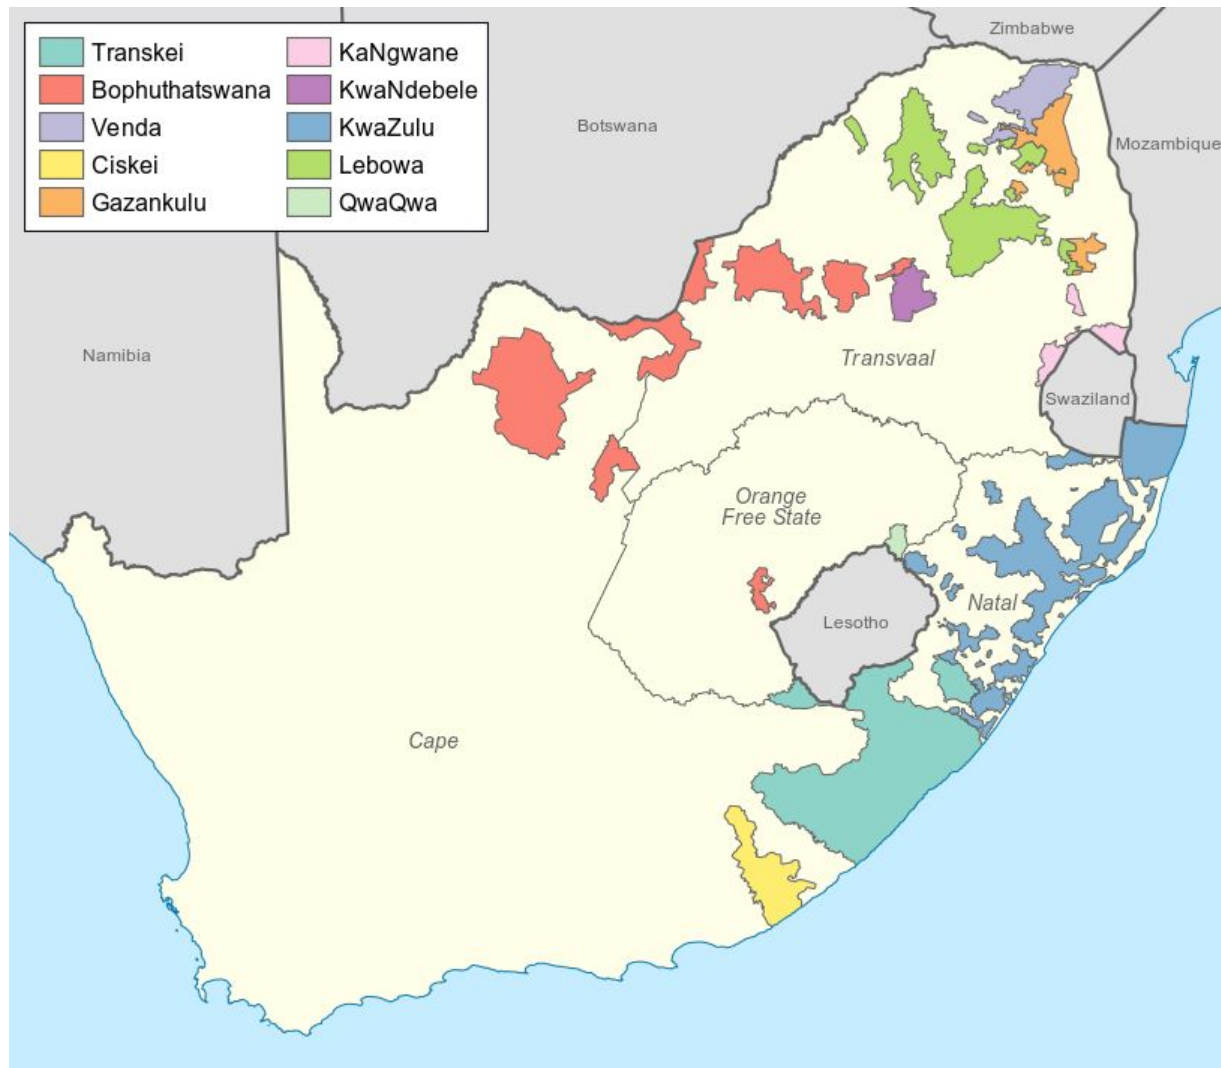 Transkei
Bophuthatswana
Venda
Ciskei
Gazankulu
KaNgwane
KwaNdebele
KwaZulu
Lebowa
QwaQwa
Zimbabwe
Botswana
Mozambique
Namibia
Transvaal
Swaziland
Orange
Free State
Natal
Lesotho
Cape